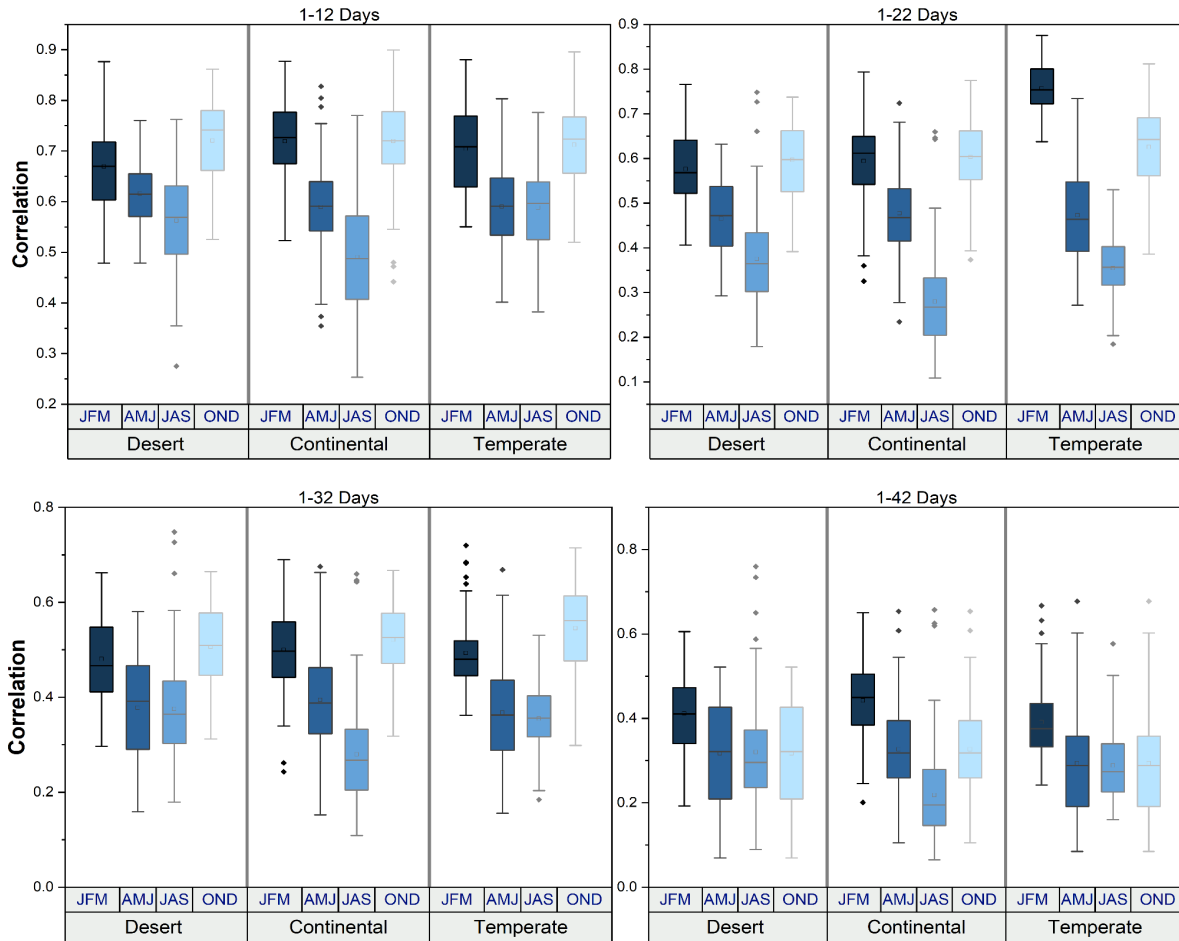 1-12 Days
Correlation
0.9
0.8
0.7
0.6
0.5
0.4
0.3
0.2
JFM AMJ JAS OND JFM AMJ JAS OND JFM AMJ JAS OND
Desert Continental Temperate
1-22 Days
0.9
0.8
0.7
0.6
0.5
0.4
0.3
0.2
0.1
JFM AMJ JAS OND JFM AMJ JAS OND JFM AMJ JAS OND
Desert Continental Temperate
1-32 Days
Correlation
0.8
0.6
0.4
0.2
0.0
JFM AMJ JAS OND JFM AMJ JAS OND JFM AMJ JAS OND
Desert Continental Temperate
1-42 Days
0.8
0.6
0.4
0.2
0.0
JFM AMJ JAS OND JFM AMJ JAS OND JFM AMJ JAS OND
Desert Continental Temperate